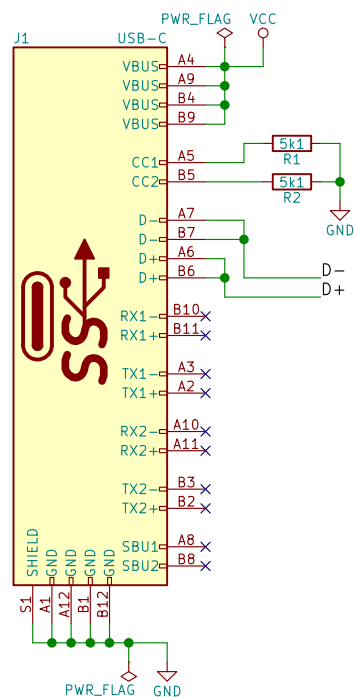 PWR_FLAG VCC
J1 USB-C
VBUS A4
VBUS A9
VBUS B4
VBUS B9
CC1 A5 5k1
R1
CC2 B5 5k1
R2
GND
D- A7
D- B7
D+ A6
D+ B6
D-
D+
RX1- B10
RX1+ B11
SS
TX1- A3
TX1+ A2
RX2- A10
RX2+ A11
TX2- B3
TX2+ B2
SBU1 A8
SBU2 B8
SHIELD GND GND GND GND
S1 A1 A12 B1 B12
PWR_FLAG GND